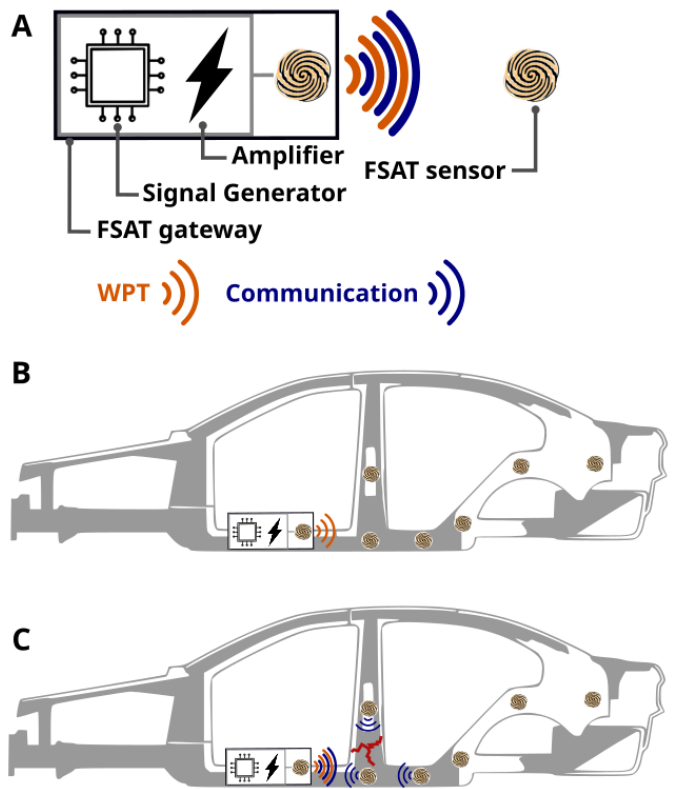 A
Amplifier
FSAT sensor
Signal Generator
FSAT gateway
WPT
Communication
B
C